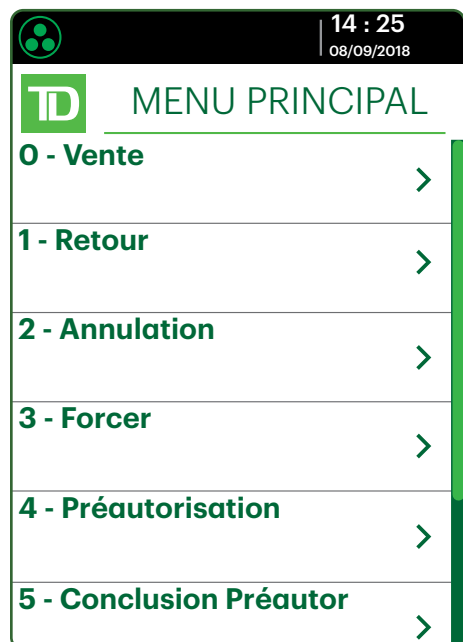 14 : 25
08/09/2018
TD
MENU PRINCIPAL
0 - Vente
1 - Retour
2 - Annulation
3 - Forcer
4 - Préautorisation
5 - Conclusion Préautor